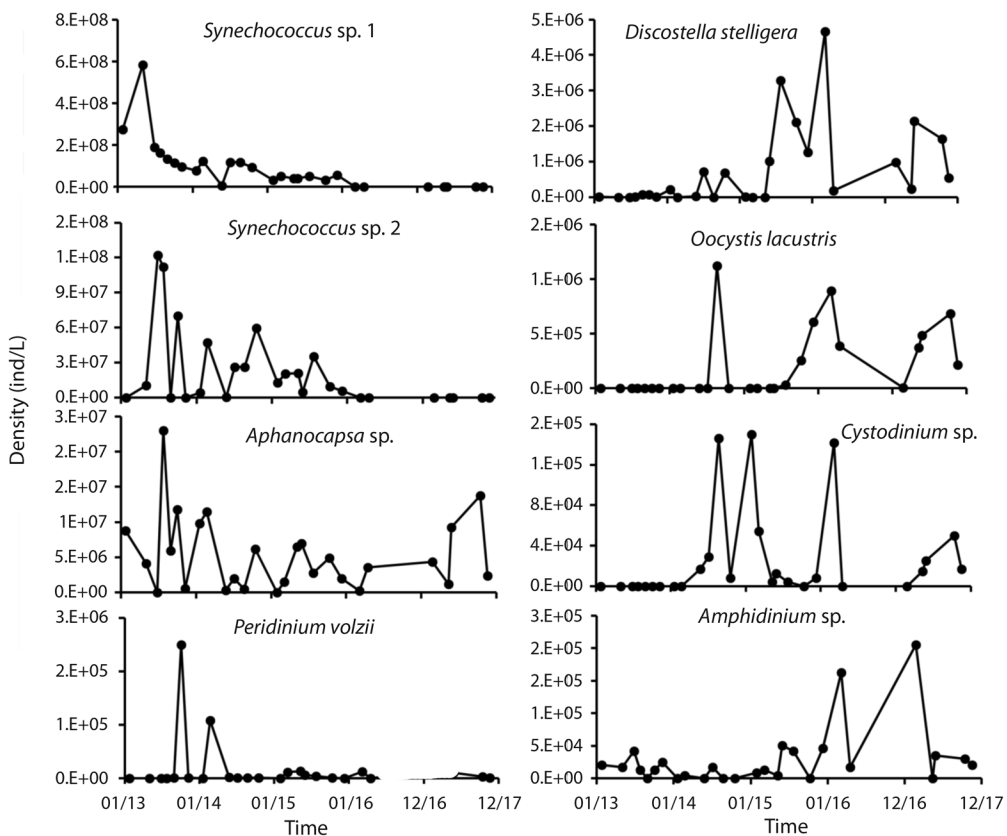 Density (ind/L)
Synechococcus sp. 1
8.E+08
6.E+08
4.E+08
2.E+08
0.E+00
Synechococcus sp. 2
2.E+08
1.E+08
9.E+07
6.E+07
3.E+07
0.E+00
Aphanocapsa sp.
3.E+07
2.E+07
2.E+07
1.E+07
5.E+06
0.E+00
Peridinium volzii
3.E+06
2.E+05
1.E+05
0.E+00
01/13 01/14 01/15 01/16 12/16 12/17
Time
Discostella stelligera
5.E+06
4.E+06
3.E+06
2.E+06
1.E+06
0.E+00
Oocystis lacustris
2.E+06
1.E+06
5.E+05
0.E+00
Cystodinium sp.
2.E+05
1.E+05
8.E+04
4.E+04
0.E+00
Amphidinium sp.
3.E+05
2.E+05
2.E+05
1.E+05
5.E+04
0.E+00
01/13 01/14 01/15 01/16 12/16 12/17
Time